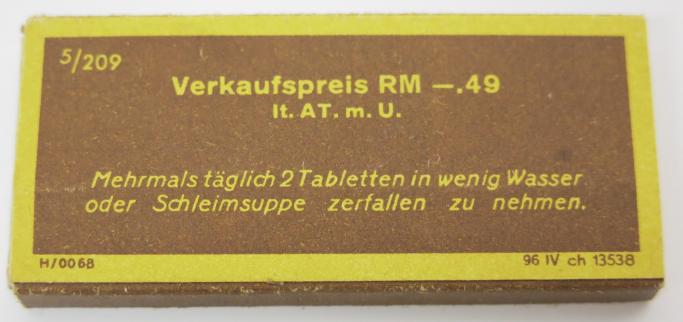 5/209
Verkaufspreis RM —.49
lt. AT. m. U.
Mehrmals täglich 2 Tabletten in wenig Wasser
oder Schleimsuppe zerfallen zu nehmen.
H/0068
96 IV ch 13538